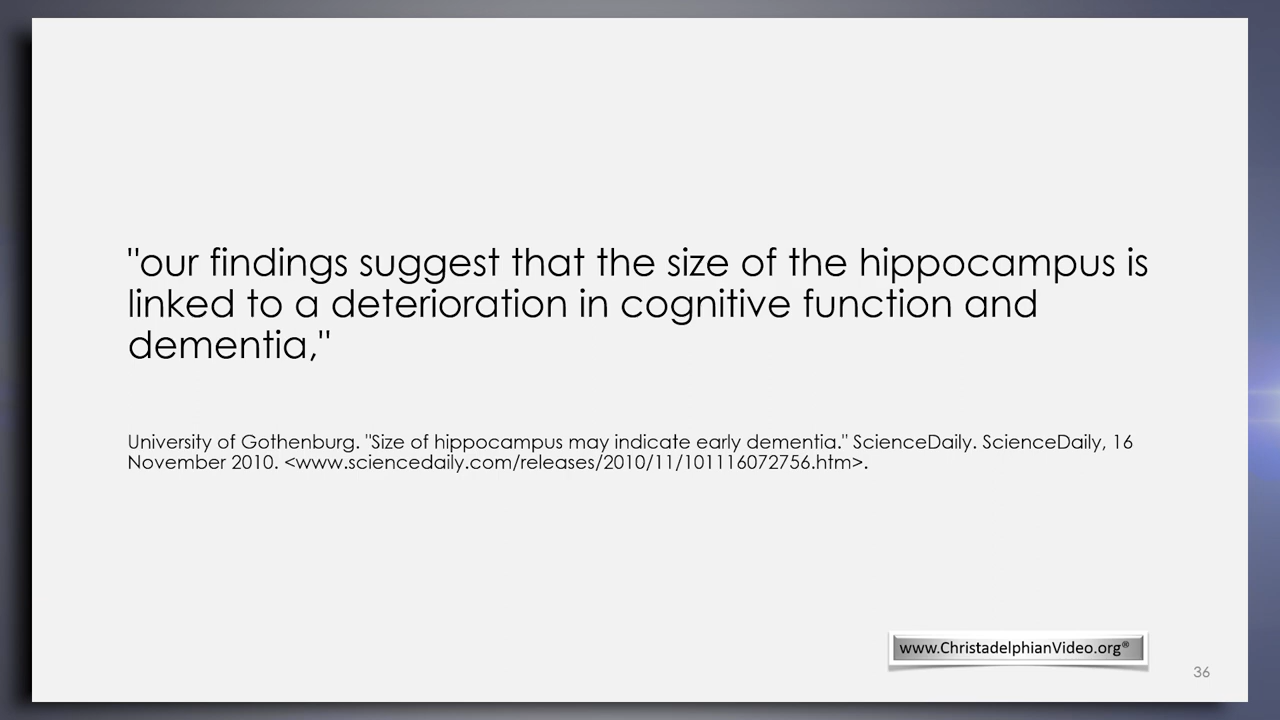 "our findings suggest that the size of the hippocampus is
linked to a deterioration in cognitive function and
dementia,"
University of Gothenburg. "Size of hippocampus may indicate early dementia." ScienceDaily. ScienceDaily, 16
November 2010. <www.sciencedaily.com/releases/2010/11/101116072756.htm>.
www.ChristadelphianVideo.org®
36